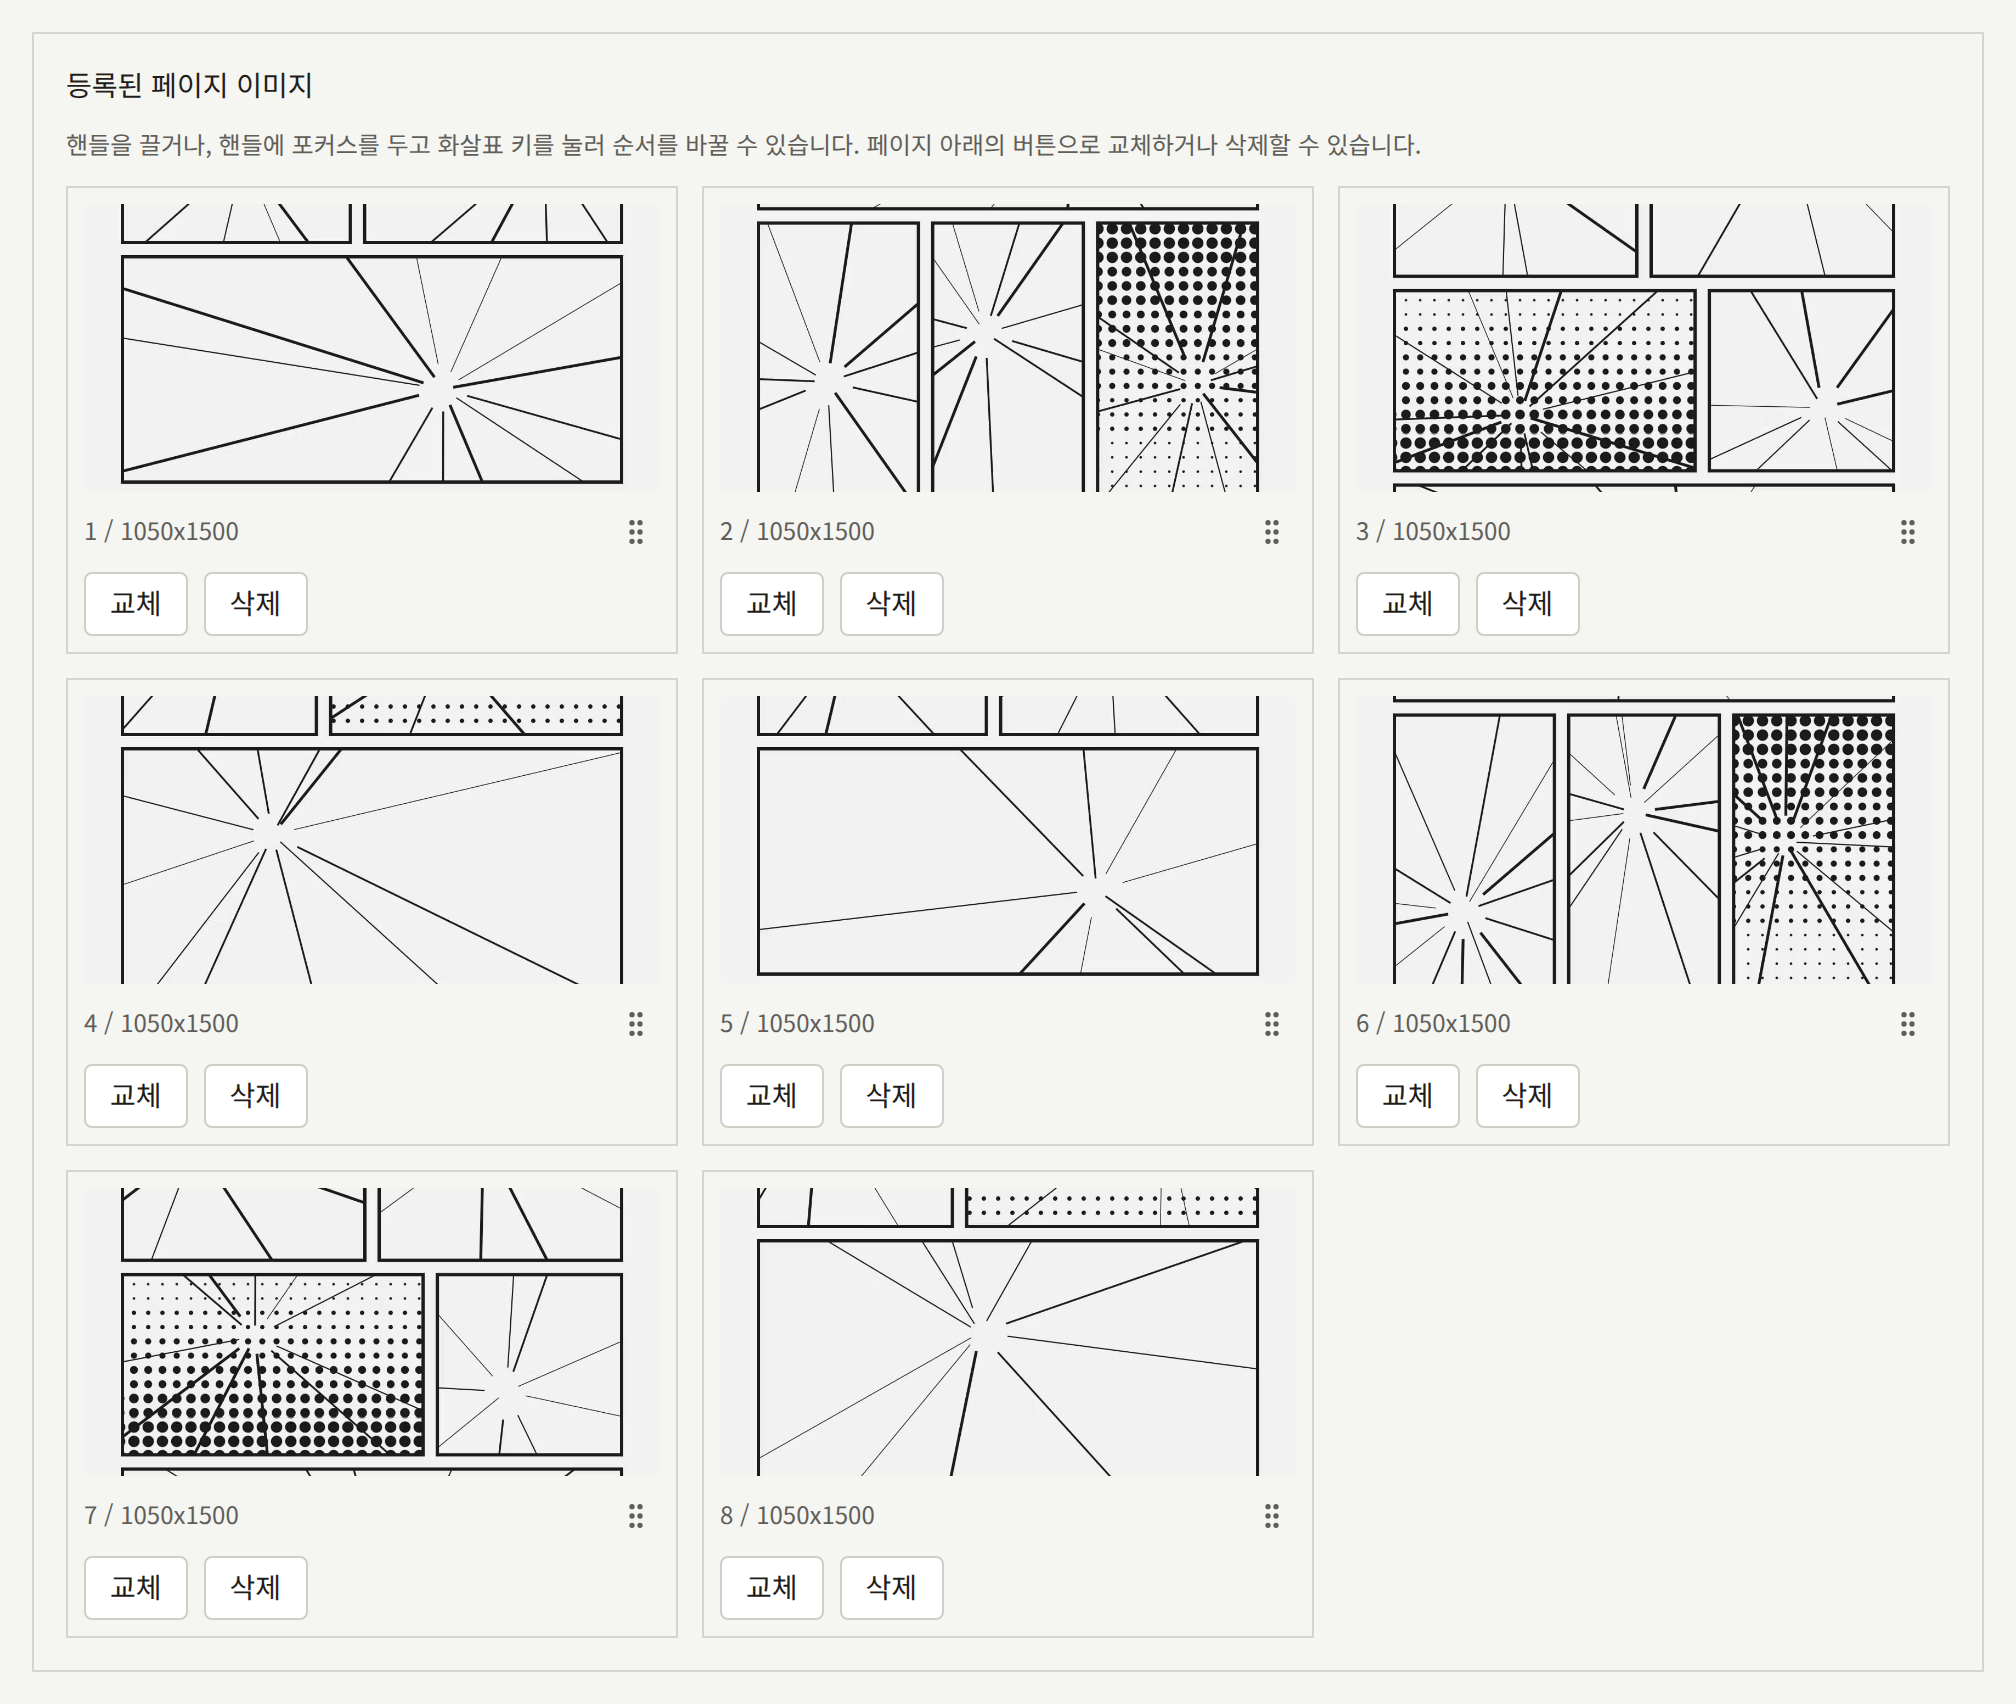 등록된 페이지 이미지
핸들을 끌거나, 핸들에 포커스를 두고 화살표 키를 눌러 순서를 바꿀 수 있습니다. 페이지 아래의 버튼으로 교체하거나 삭제할 수 있습니다.
1 / 1050x1500
교체 삭제
2 / 1050x1500
교체 삭제
3 / 1050x1500
교체 삭제
4 / 1050x1500
교체 삭제
5 / 1050x1500
교체 삭제
6 / 1050x1500
교체 삭제
7 / 1050x1500
교체 삭제
8 / 1050x1500
교체 삭제